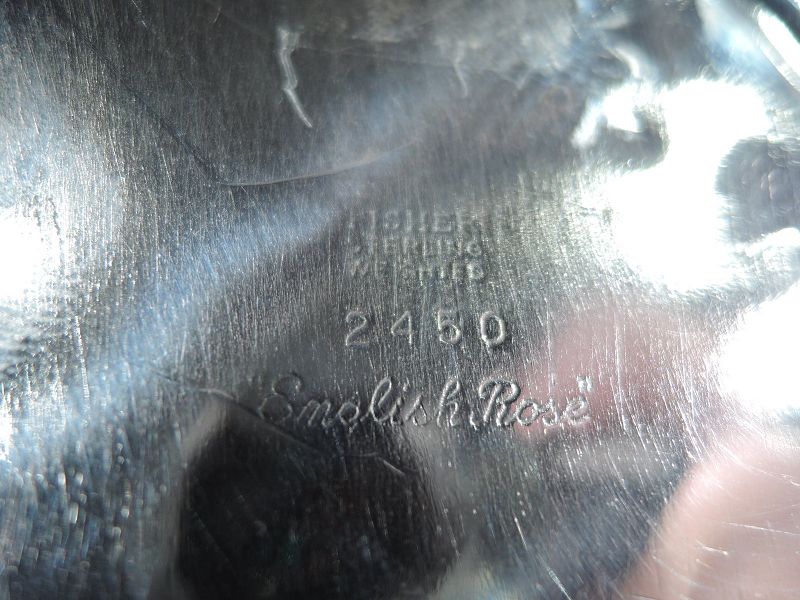 FISHER
STERLING
WEIGHTED
2450
"English Rose"